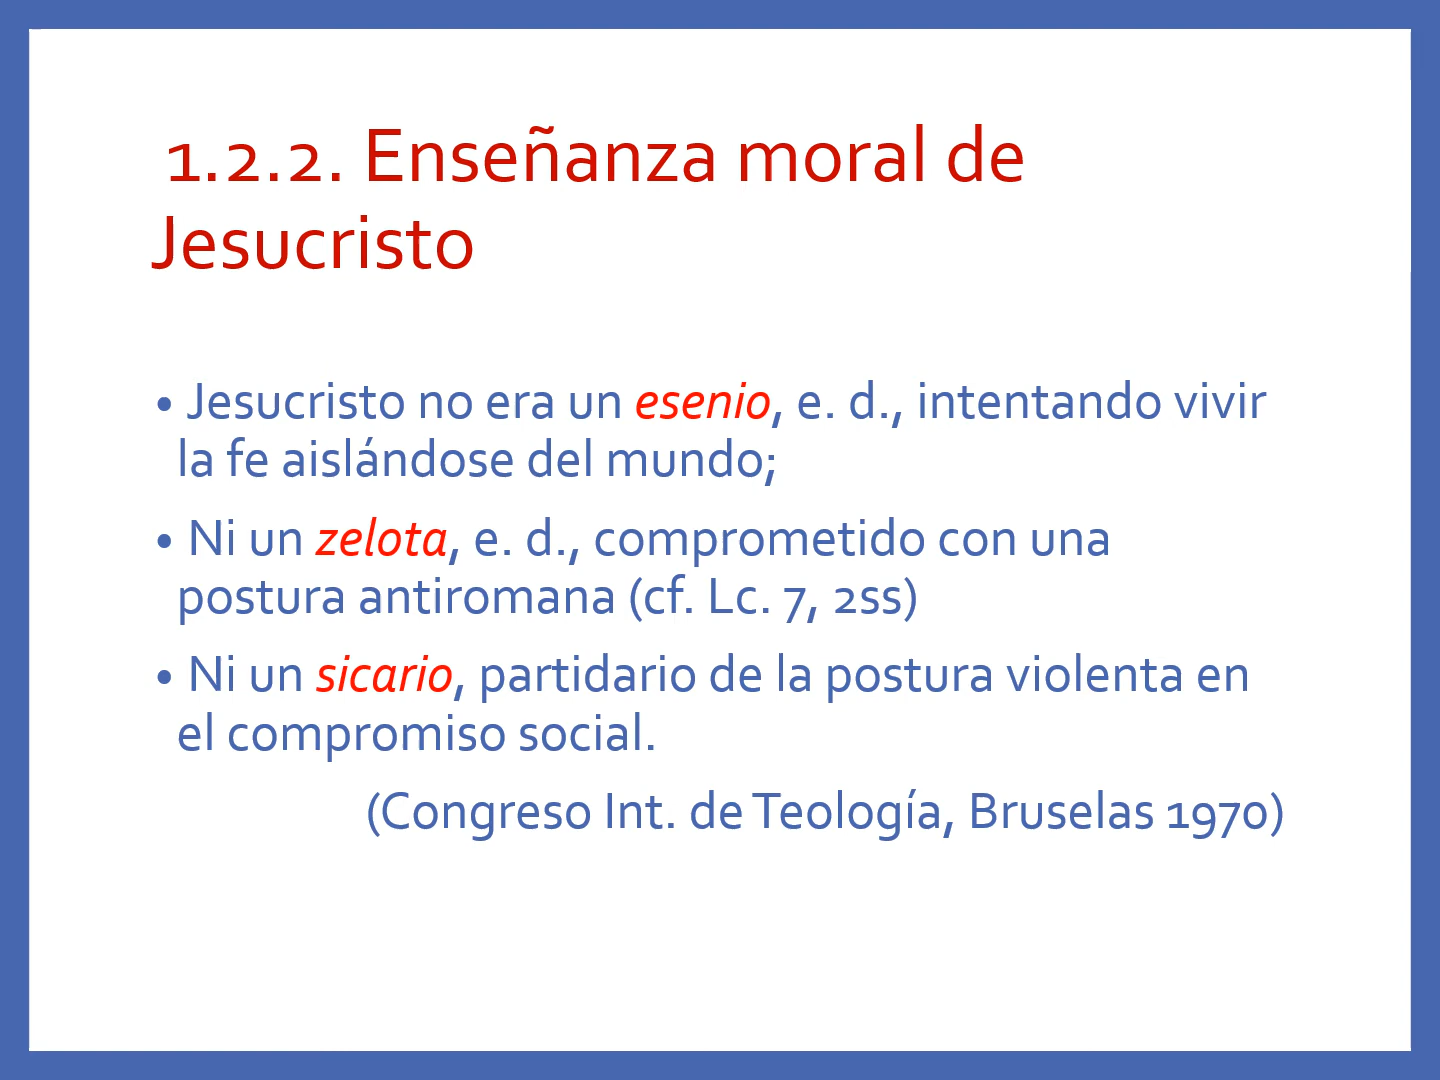 1.2.2. Enseñanza moral de
Jesucristo
• Jesucristo no era un esenio, e. d., intentando vivir
la fe aislándose del mundo;
• Ni un zelota, e. d., comprometido con una
postura antiromana (cf. Lc. 7, 2ss)
• Ni un sicario, partidario de la postura violenta en
el compromiso social.
(Congreso Int. de Teología, Bruselas 1970)